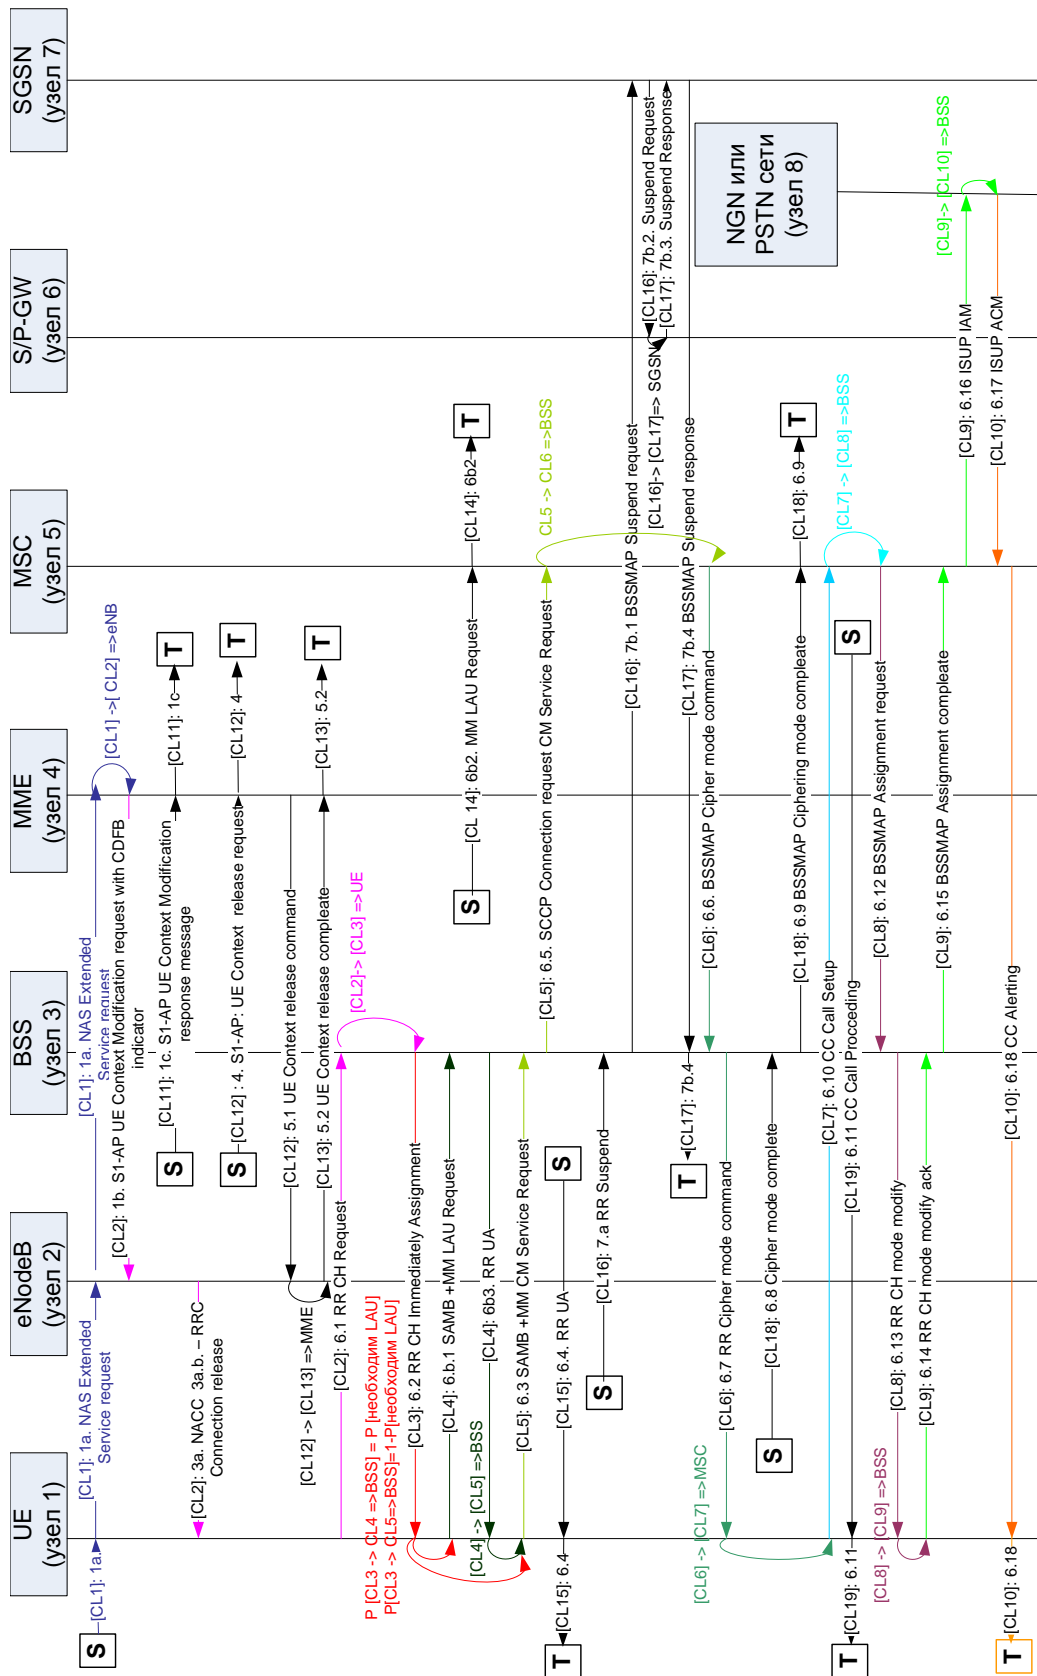 UE
(узел 1)
eNodeB
(узел 2)
BSS
(узел 3)
MME
(узел 4)
MSC
(узел 5)
S/P-GW
(узел 6)
SGSN
(узел 7)
NGN или
PSTN сети
(узел 8)
S
[CL1]: 1a.
[CL1]: 1a. NAS Extended
Service request
[CL1]: 1a. NAS Extended
Service request
[CL1] ->[ CL2] =>eNB
[CL2]: 1b. S1-AP UE Context Modification request with CDFB
indicator
S
[CL11]: 1c. S1-AP UE Context Modification
response message
[CL11]: 1c
T
[CL2]: 3a. NACC 3a.b. – RRC
Connection release
S
[CL12] : 4. S1-AP: UE Context release request
[CL12]: 4
T
[CL12]: 5.1 UE Context release command
[CL12] -> [CL13] =>MME
[CL13]: 5.2 UE Context release compleate
[CL13]: 5.2
T
[CL2]: 6.1 RR CH Request
[CL2]-> [CL3] =>UE
P [CL3 -> CL4 =>BSS] = P [необходим LAU]
P[CL3 -> CL5=>BSS]=1-P[необходим LAU]
[CL3]: 6.2 RR CH Immediately Assignment
[CL4]: 6.b.1 SAMB +MM LAU Request
S
[CL 14]: 6b2. MM LAU Request
[CL14]: 6b2
T
[CL4]-> [CL5] =>BSS
[CL4]: 6b3. RR UA
[CL5]: 6.3 SAMB +MM CM Service Request
[CL5]: 6.5. SCCP Connection request CM Service Request
CL5 -> CL6 =>BSS
T
[CL15]: 6.4
[CL15]: 6.4. RR UA
S
S
[CL16]: 7.a RR Suspend
[CL16]: 7b.1 BSSMAP Suspend request
[CL16]-> [CL17]=> SGSN
[CL16]: 7b.2. Suspend Request
[CL17]: 7b.3. Suspend Response
[CL17]: 7b.4 BSSMAP Suspend response
[CL17]: 7b.4
T
[CL6]: 6.6. BSSMAP Cipher mode command
[CL6]: 6.7 RR Cipher mode command
[CL6] -> [CL7] =>MSC
S
[CL18]: 6.8 Cipher mode complete
[CL18]: 6.9 BSSMAP Ciphering mode compleate
[CL18]: 6.9
T
[CL7]: 6.10 CC Call Setup
[CL7] -> [CL8] =>BSS
S
[CL19]: 6.11 CC Call Procceding
[CL19]: 6.11
T
[CL8]: 6.12 BSSMAP Assignment request
[CL8] -> [CL9] =>BSS
[CL8]: 6.13 RR CH mode modify
[CL9]: 6.14 RR CH mode modify ack
[CL9]: 6.15 BSSMAP Assignment compleate
[CL9]: 6.16 ISUP IAM
[CL9]-> [CL10] =>BSS
[CL10]: 6.17 ISUP ACM
[CL10]: 6.18 CC Alerting
[CL10]: 6.18
T